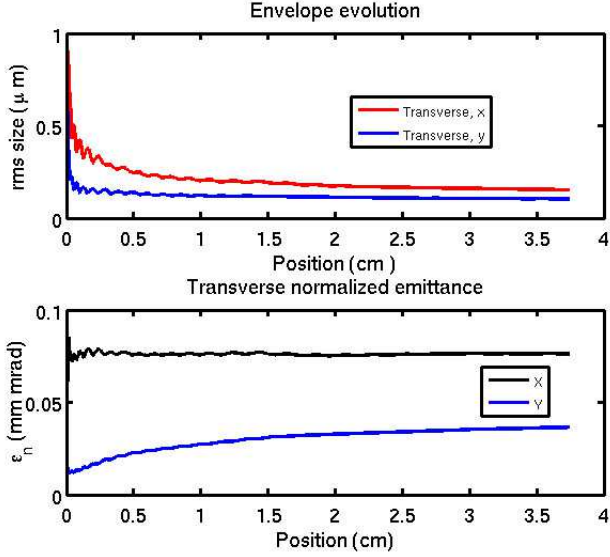 Envelope evolution
rms size (μ m)
1
0.5
0
Transverse, x
Transverse, y
0 0.5 1 1.5 2 2.5 3 3.5 4
Position (cm )
Transverse normalized emittance
εn (mm mrad)
0.1
0.05
0
X
Y
0 0.5 1 1.5 2 2.5 3 3.5 4
Position (cm)